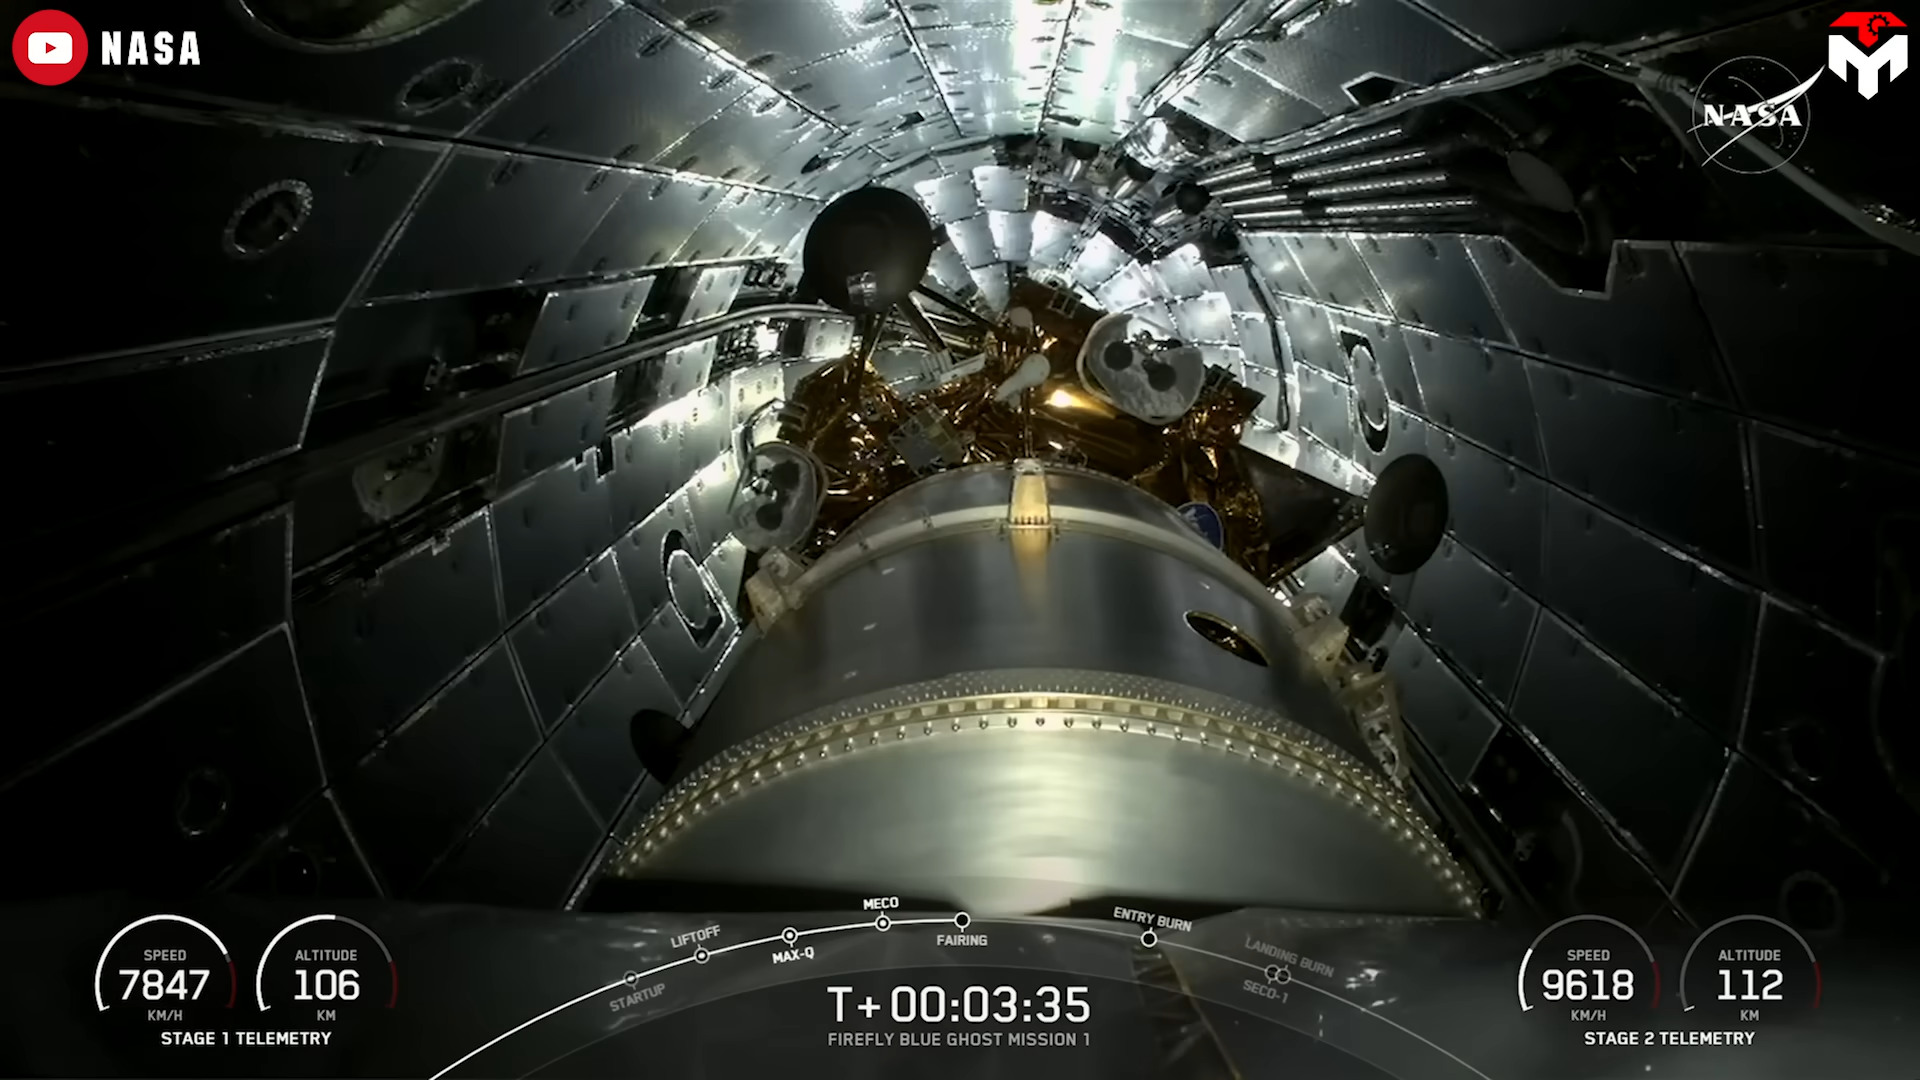 NASA
NASA
LIFTOFF
MAX-Q
MECO
FAIRING
ENTRY BURN
LANDING BURN
STARTUP
SECO-1
SPEED
7847
KM/H
ALTITUDE
106
KM
STAGE 1 TELEMETRY
T+00:03:35
FIREFLY BLUE GHOST MISSION 1
SPEED
9618
KM/H
ALTITUDE
112
KM
STAGE 2 TELEMETRY